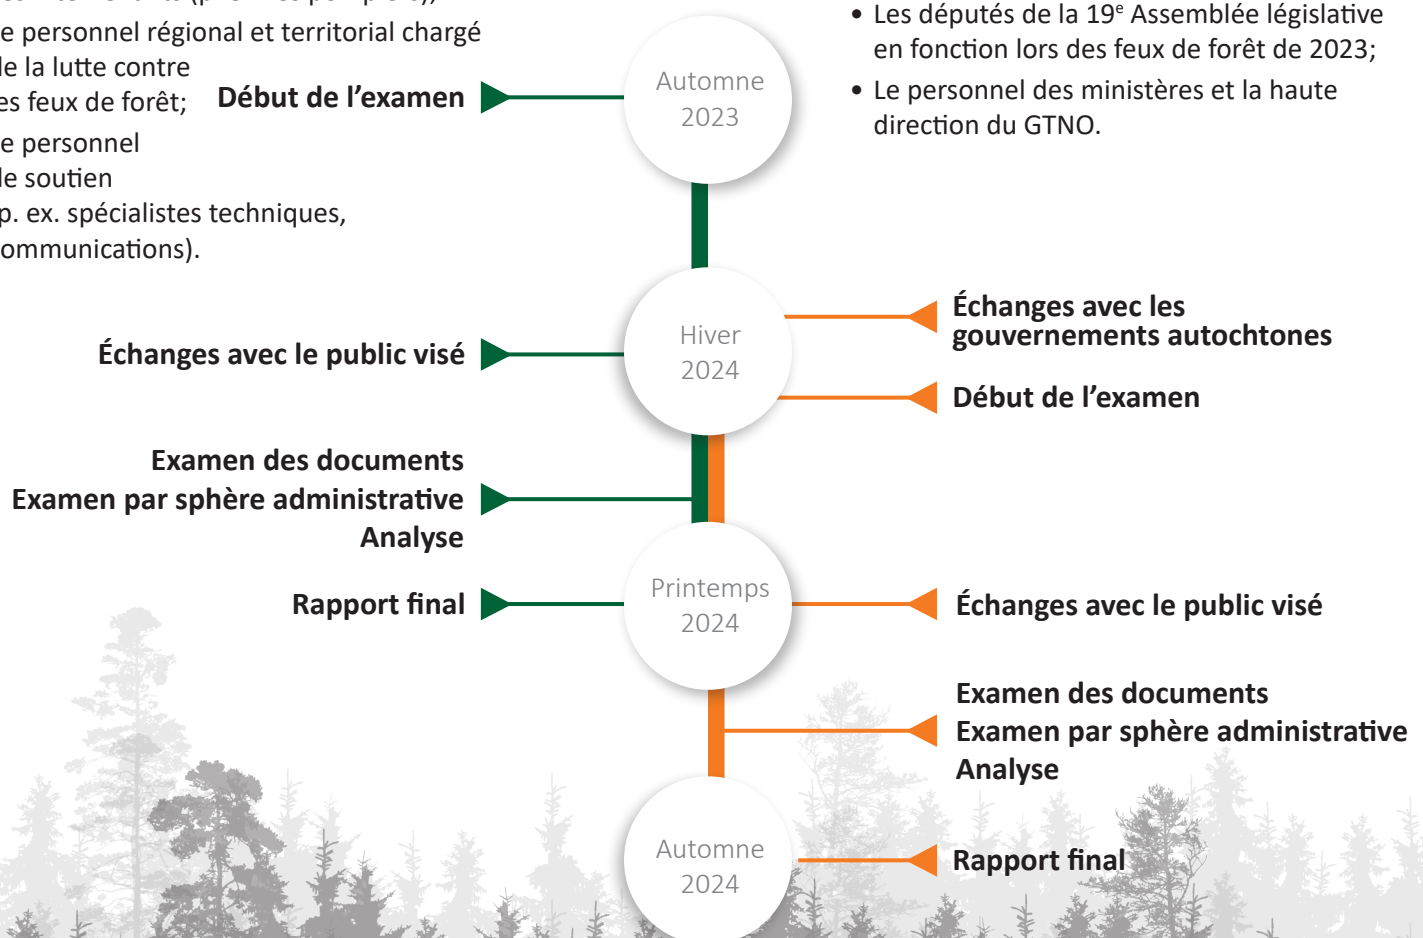 e personnel régional et territorial chargé
de la lutte contre
es feux de forêt;
e personnel
de soutien
p. ex. spécialistes techniques,
ommunications).
• Les députés de la 19e Assemblée législative
en fonction lors des feux de forêt de 2023;
• Le personnel des ministères et la haute
direction du GTNO.
Début de l’examen
Automne
2023
Hiver
2024
Échanges avec le public visé
Échanges avec les
gouvernements autochtones
Début de l’examen
Examen des documents
Examen par sphère administrative
Analyse
Rapport final
Printemps
2024
Échanges avec le public visé
Examen des documents
Examen par sphère administrative
Analyse
Automne
2024
Rapport final